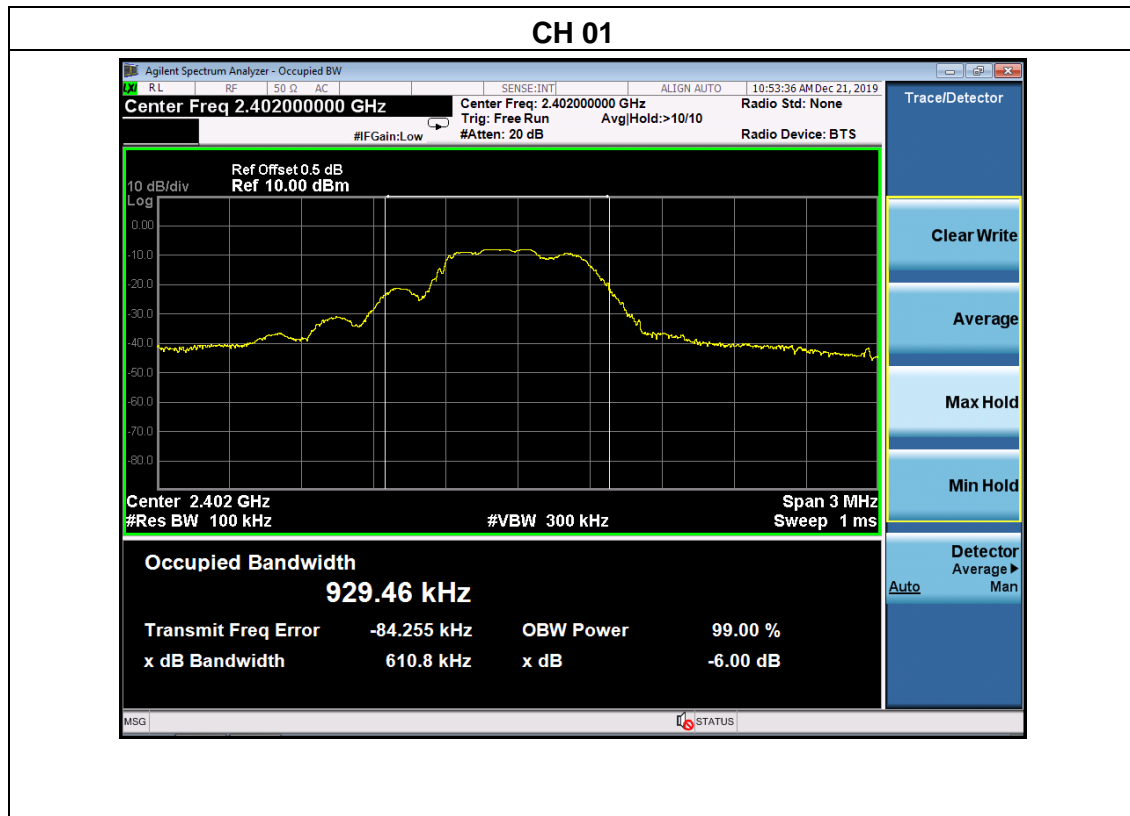 CH 01
Agilent Spectrum Analyzer - Occupied BW
LXI RL RF 50 Ω AC SENSE:INT ALIGN AUTO 10:53:36 AM Dec 21, 2019
Center Freq 2.402000000 GHz
Center Freq: 2.402000000 GHz Radio Std: None
Trig: Free Run Avg|Hold:>10/10
#IFGain:Low #Atten: 20 dB Radio Device: BTS
Ref Offset 0.5 dB
10 dB/div Ref 10.00 dBm
Log
0.00
-10.0
-20.0
-30.0
-40.0
-50.0
-60.0
-70.0
-80.0
Center 2.402 GHz Span 3 MHz
#Res BW 100 kHz #VBW 300 kHz Sweep 1 ms
Occupied Bandwidth
929.46 kHz
Transmit Freq Error -84.255 kHz OBW Power 99.00 %
x dB Bandwidth 610.8 kHz x dB -6.00 dB
MSG STATUS
Trace/Detector
Clear Write
Average
Max Hold
Min Hold
Detector
Average
Auto Man